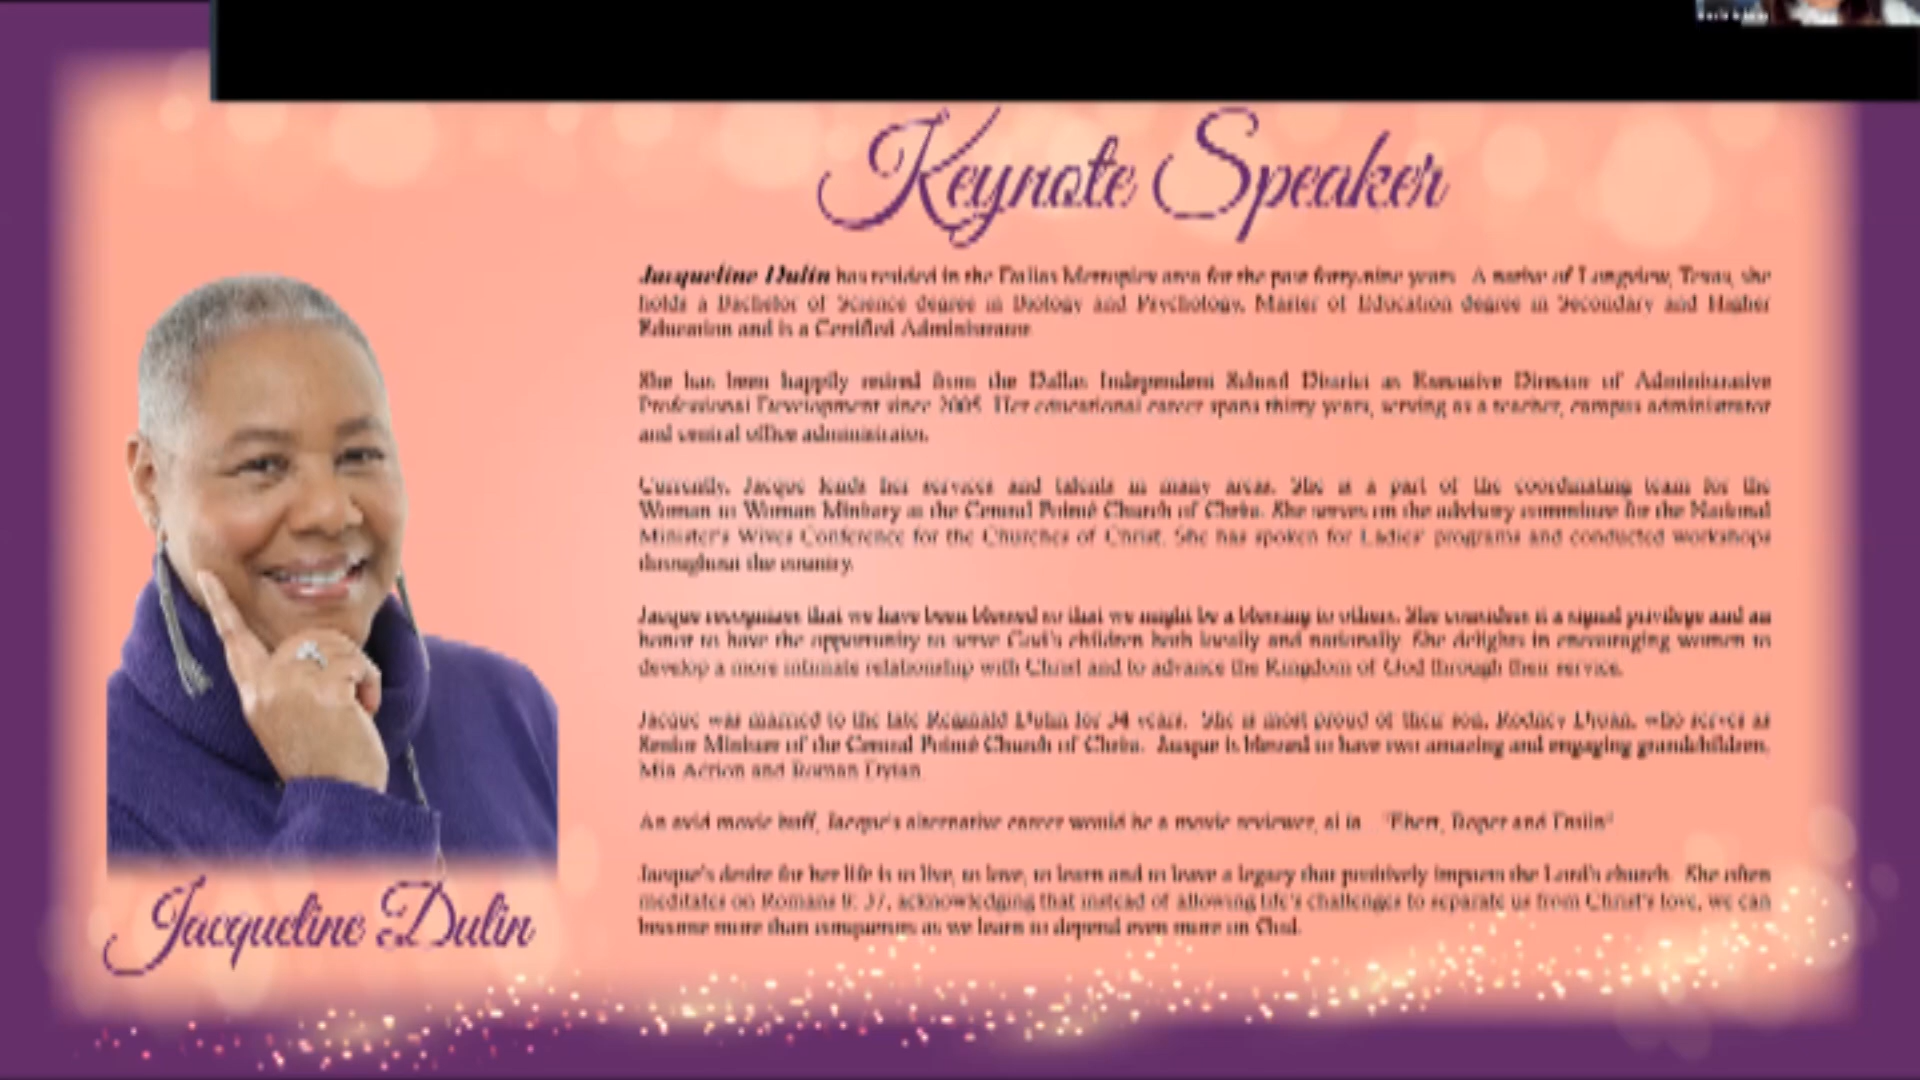 Keynote Speaker
Jacqueline Dulin has resided in the Dallas Metroplex area for the past forty-nine years. A native of Longview, Texas, she
holds a Bachelor of Science degree in Biology and Psychology, Master of Education degree in Secondary and Higher
Education and is a Certified Administrator.
She has been happily retired from the Dallas Independent School District as Executive Director of Administrative
Professional Development since 2005. Her educational career spans thirty years, serving as a teacher, campus administrator
and central office administrator.
Currently, Jacque lends her services and talents in many areas. She is a part of the coordinating team for the
Woman to Woman Ministry at the Central Pointe Church of Christ. She serves on the advisory committee for the National
Minister's Wives Conference for the Churches of Christ. She has spoken for Ladies' programs and conducted workshops
throughout the country.
Jacque recognizes that we have been blessed so that we might be a blessing to others. She considers it a signal privilege and an
honor to have the opportunity to serve God's children both locally and nationally. She delights in encouraging women to
develop a more intimate relationship with Christ and to advance the Kingdom of God through their service.
Jacque was married to the late Reginald Dulin for 34 years. She is most proud of their son, Rodney, who serves as
Senior Minister of the Central Pointe Church of Christ. Jacque is blessed to have two amazing and engaging grandchildren,
Mia and Roman
An avid movie buff, Jacque's alternative career would be a movie reviewer, al la "Ebert, Roper and Dulin"
Jacque's desire for her life is to live, to love, to learn and to leave a legacy that positively impacts the Lord's church. She often
meditates on Romans 8: 37, acknowledging that instead of allowing life's challenges to separate us from Christ's love, we can
become more than conquerors as we learn to depend even more on God.
Jacqueline Dulin